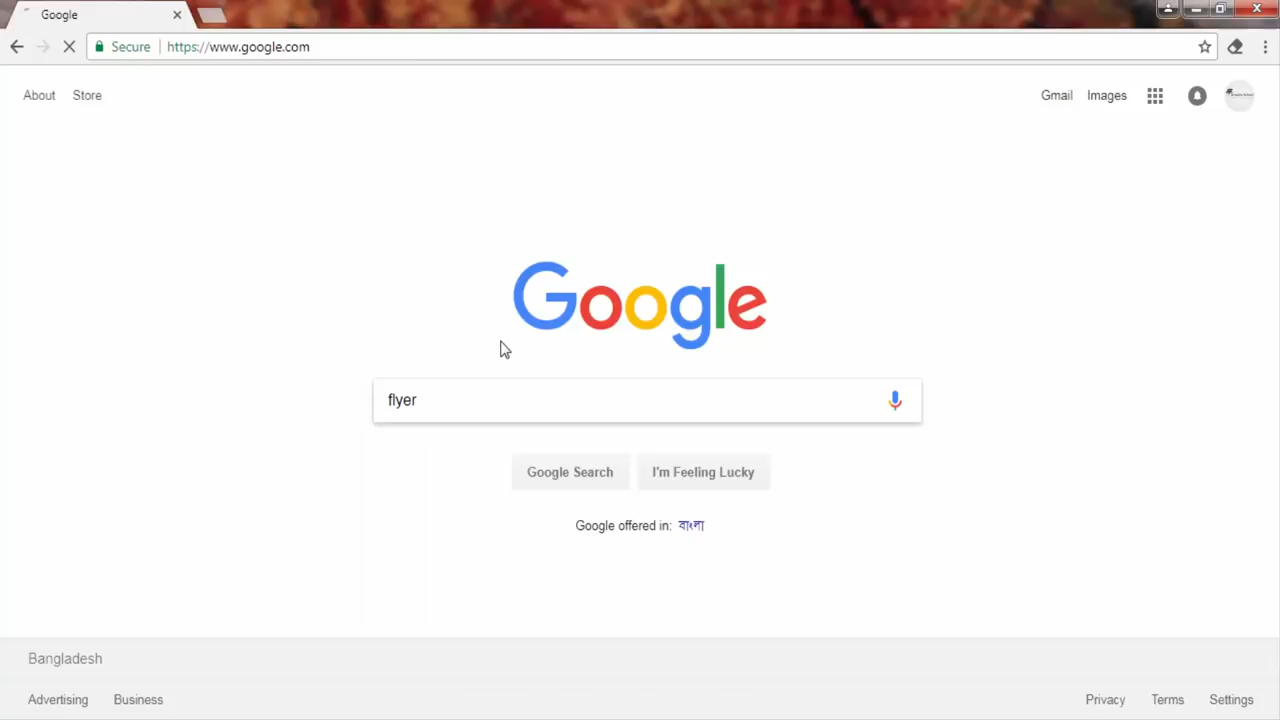 Google
Secure https://www.google.com
About Store
Gmail Images
Google
flyer
Google Search I'm Feeling Lucky
Google offered in: বাংলা
Bangladesh
Advertising Business
Privacy Terms Settings